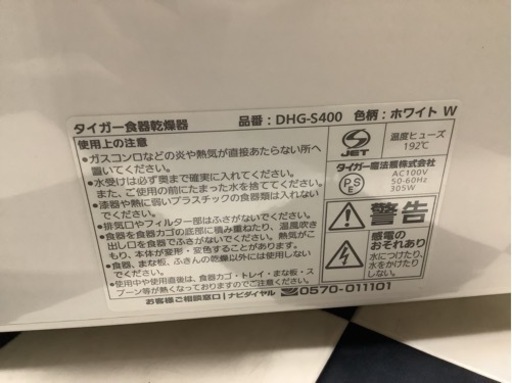 タイガー食器乾燥器 品番：DHG-S400 色柄：ホワイト W
使用上の注意
•ガスコンロなどの炎や熱気が直接あたらない所へ
置いてください。
•水受けは必ず奥まで確実に入れてください。
また、ご使用の前にたまった水を捨ててください。
•漆器や熱に弱いプラスチックの食器類は入れない
でください。
•排気口やフィルター部はふさがないでください。
•食器を食器カゴの底部に積み重ねたり、温風吹き
出し口を食器でふさがないでください。熱気がこ
もり、本体が変形・変色することがあります。
•食器、まな板、ふきんの乾燥以外には使用しない
でください。
•使用中や使用直後は、食器カゴ・トレイ・まな板・ス
プーン等が熱くなっていますのでご注意ください。
お客様ご相談窓口 ナビダイヤル 0570-011101
JET
温度ヒューズ
192℃
タイガー魔法瓶株式会社
PSE
AC100V
50-60Hz
305W
警告
感電の
おそれあり
水につけたり、
水をかけたり
しないでください